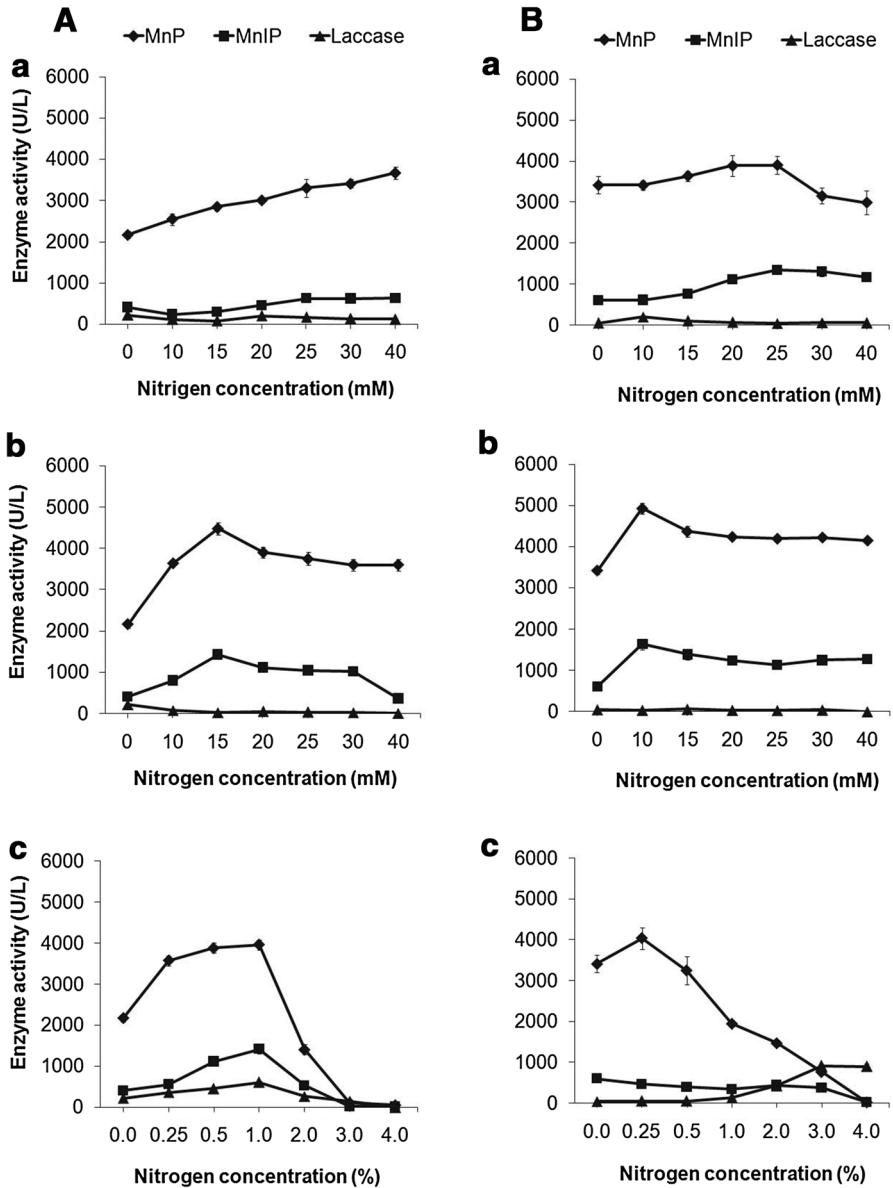 A
MnP MnIP Laccase
a
Enzyme activity (U/L)
6000
5000
4000
3000
2000
1000
0
0 10 15 20 25 30 40
Nitrigen concentration (mM)
b
Enzyme activity (U/L)
6000
5000
4000
3000
2000
1000
0
0 10 15 20 25 30 40
Nitrogen concentration (mM)
c
Enzyme activity (U/L)
6000
5000
4000
3000
2000
1000
0
0.0 0.25 0.5 1.0 2.0 3.0 4.0
Nitrogen concentration (%)
B
MnP MnIP Laccase
a
6000
5000
4000
3000
2000
1000
0
0 10 15 20 25 30 40
Nitrogen concentration (mM)
b
6000
5000
4000
3000
2000
1000
0
0 10 15 20 25 30 40
Nitrogen concentration (mM)
c
6000
5000
4000
3000
2000
1000
0
0.0 0.25 0.5 1.0 2.0 3.0 4.0
Nitrogen concentration (%)